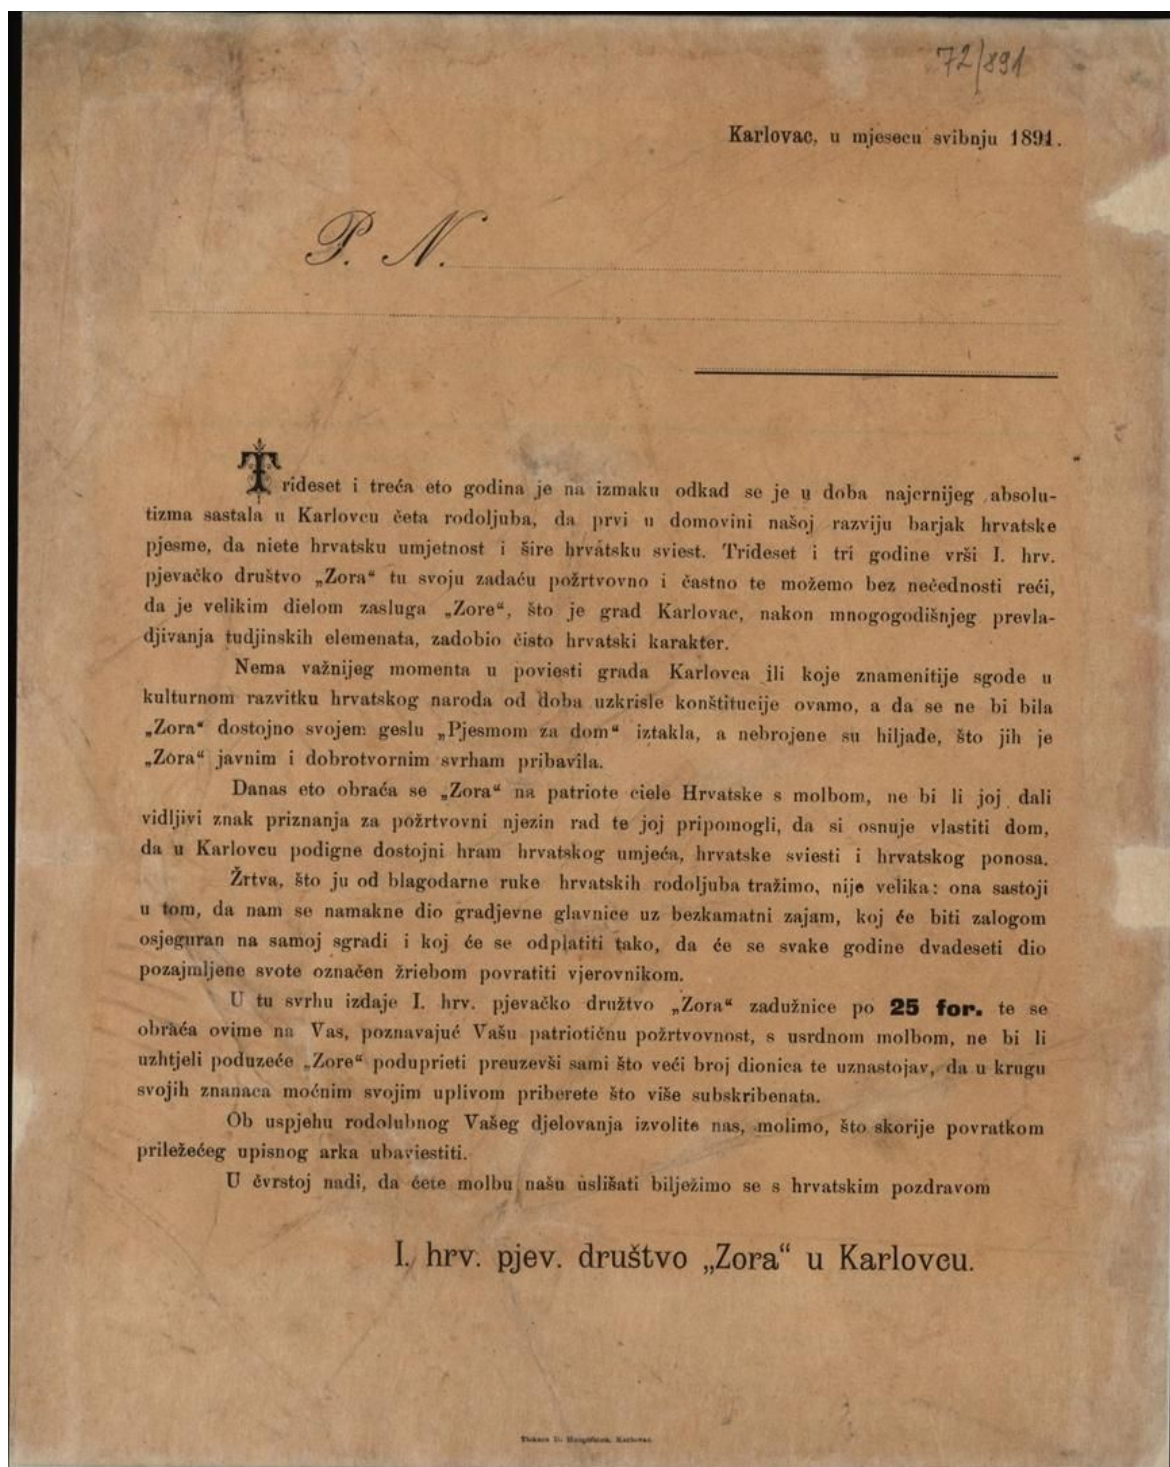 72/891
Karlovac, u mjesecu svibnju 1891.
P. N.
Trideset i treća eto godina je na izmaku odkad se je u doba najcrnijeg absolu-
tizma sastala u Karlovcu četa rodoljuba, da prvi u domovini našoj razviju barjak hrvatske
pjesme, da niete hrvatsku umjetnost i šire hrvatsku sviest. Trideset i tri godine vrši I. hrv.
pjevačko društvo „Zora“ tu svoju zadaću požrtvovno i častno te možemo bez nečednosti reći,
da je velikim dielom zasluga „Zore“, što je grad Karlovac, nakon mnogogodišnjeg prevla-
djivanja tudjinskih elemenata, zadobio čisto hrvatski karakter.
Nema važnijeg momenta u poviesti grada Karlovca ili koje znamenitije sgode u
kulturnom razvitku hrvatskog naroda od doba uzkrisle konštitucije ovamo, a da se ne bi bila
„Zora“ dostojno svojem geslu „Pjesmom za dom“ iztakla, a nebrojene su hiljade, što jih je
„Zora“ javnim i dobrotvornim svrham pribavila.
Danas eto obraća se „Zora“ na patriote ciele Hrvatske s molbom, ne bi li joj dali
vidljivi znak priznanja za požrtvovni njezin rad te joj pripomogli, da si osnuje vlastiti dom,
da u Karlovcu podigne dostojni hram hrvatskog umjeća, hrvatske sviesti i hrvatskog ponosa.
Žrtva, što ju od blagodarne ruke hrvatskih rodoljuba tražimo, nije velika: ona sastoji
u tom, da nam se namakne dio gradjevne glavnice uz bezkamatni zajam, koj će biti zalogom
osjeguran na samoj sgradi i koj će se odplatiti tako, da će se svake godine dvadeseti dio
pozajmljene svote označen žriebom povratiti vjerovnikom.
U tu svrhu izdaje I. hrv. pjevačko družtvo „Zora“ zadužnice po 25 for. te se
obraća ovime na Vas, poznavajuć Vašu patriotičnu požrtvovnost, s usrdnom molbom, ne bi li
uzhtjeli poduzeće „Zore“ poduprieti preuzevši sami što veći broj dionica te uznastojav, da u krugu
svojih znanaca moćnim svojim uplivom priberete što više subskribenata.
Ob uspjehu rodolubnog Vašeg djelovanja izvolite nas, molimo, što skorije povratkom
priležećeg upisnog arka ubaviestiti.
U čvrstoj nadi, da ćete molbu našu uslišati bilježimo se s hrvatskim pozdravom
I. hrv. pjev. društvo „Zora“ u Karlovcu.
Karlovac.